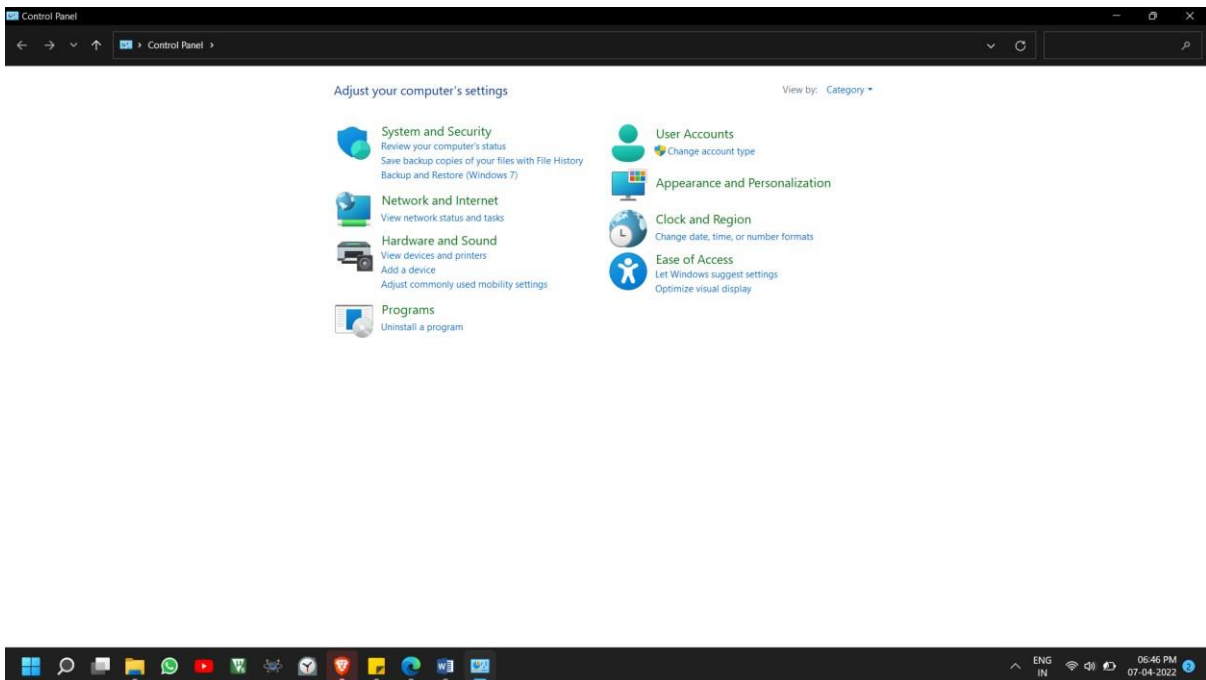 Control Panel
Control Panel
Adjust your computer's settings
View by: Category
System and Security
Review your computer's status
Save backup copies of your files with File History
Backup and Restore (Windows 7)
Network and Internet
View network status and tasks
Hardware and Sound
View devices and printers
Add a device
Adjust commonly used mobility settings
Programs
Uninstall a program
User Accounts
Change account type
Appearance and Personalization
Clock and Region
Change date, time, or number formats
Ease of Access
Let Windows suggest settings
Optimize visual display
ENG
IN
06:46 PM
07-04-2022
2